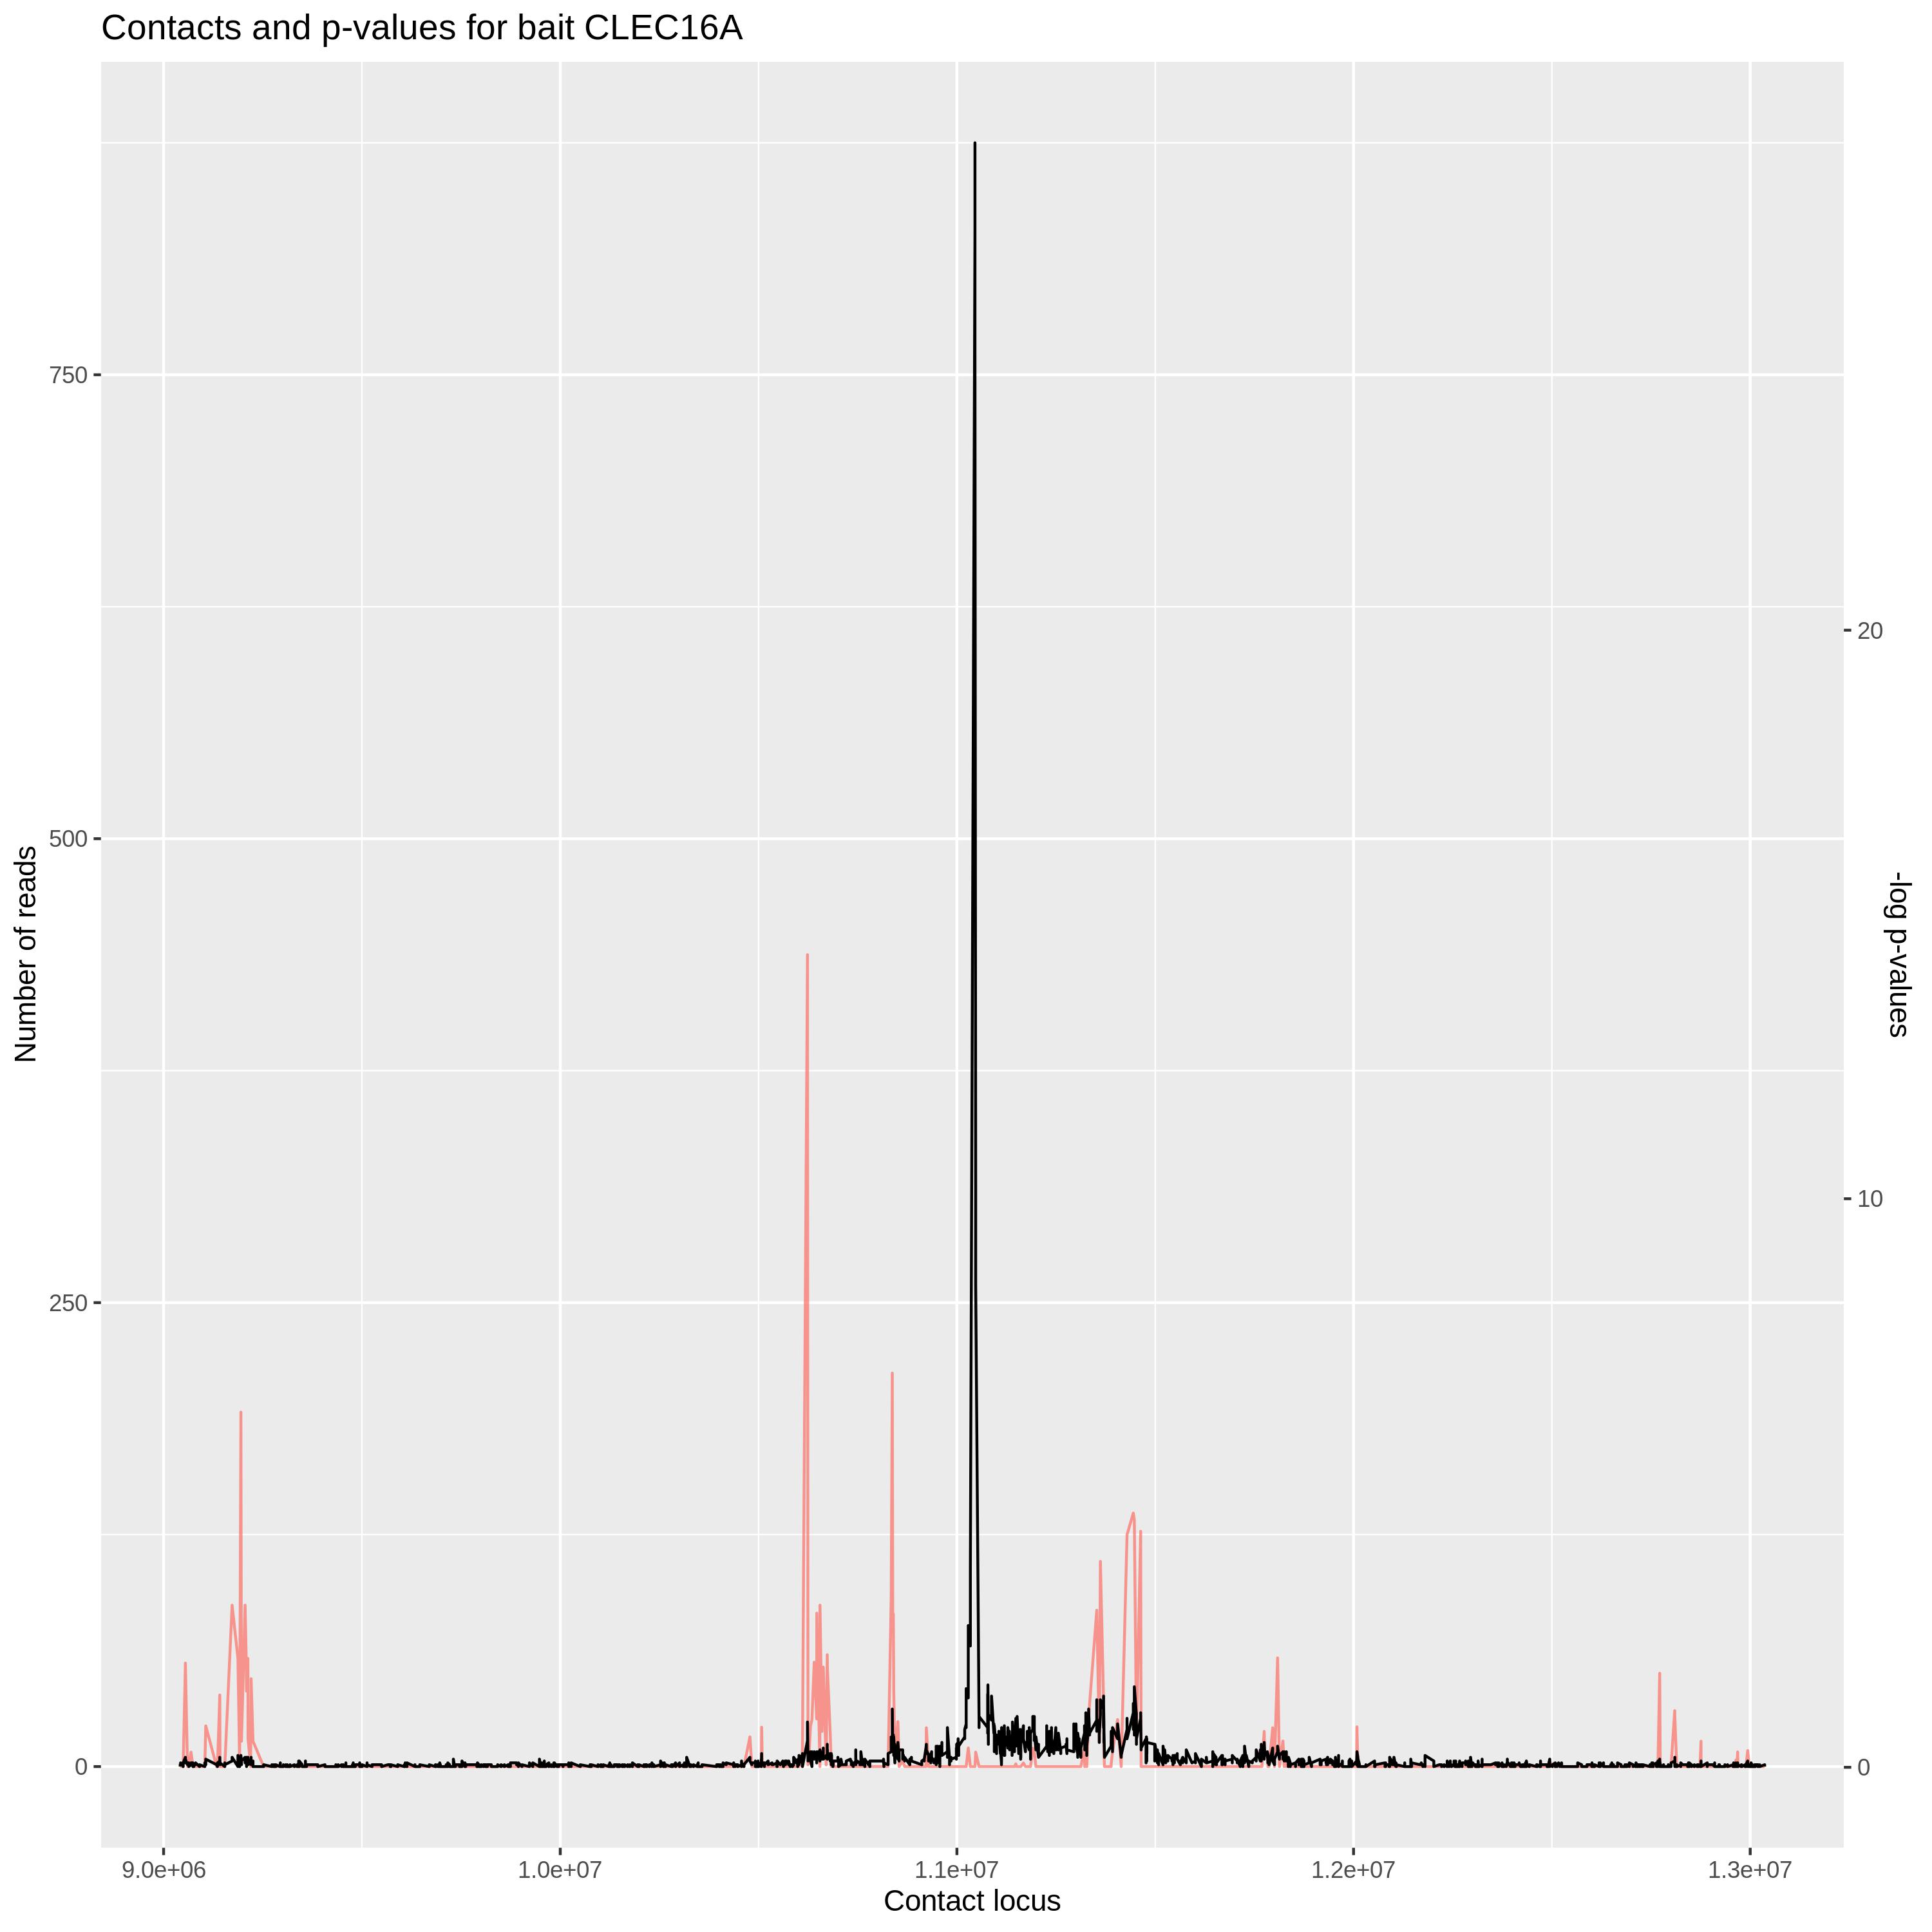 Contacts and p-values for bait CLEC16A
750
500
250
0
Number of reads
20
10
0
-log p-values
9.0e+06
1.0e+07
1.1e+07
1.2e+07
1.3e+07
Contact locus